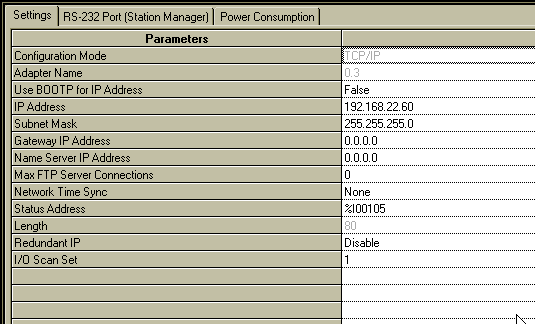 Settings RS-232 Port (Station Manager) Power Consumption
Parameters
Configuration Mode TCP/IP
Adapter Name 0.3
Use BOOTP for IP Address False
IP Address 192.168.22.60
Subnet Mask 255.255.255.0
Gateway IP Address 0.0.0.0
Name Server IP Address 0.0.0.0
Max FTP Server Connections 0
Network Time Sync None
Status Address %I00105
Length 80
Redundant IP Disable
I/O Scan Set 1